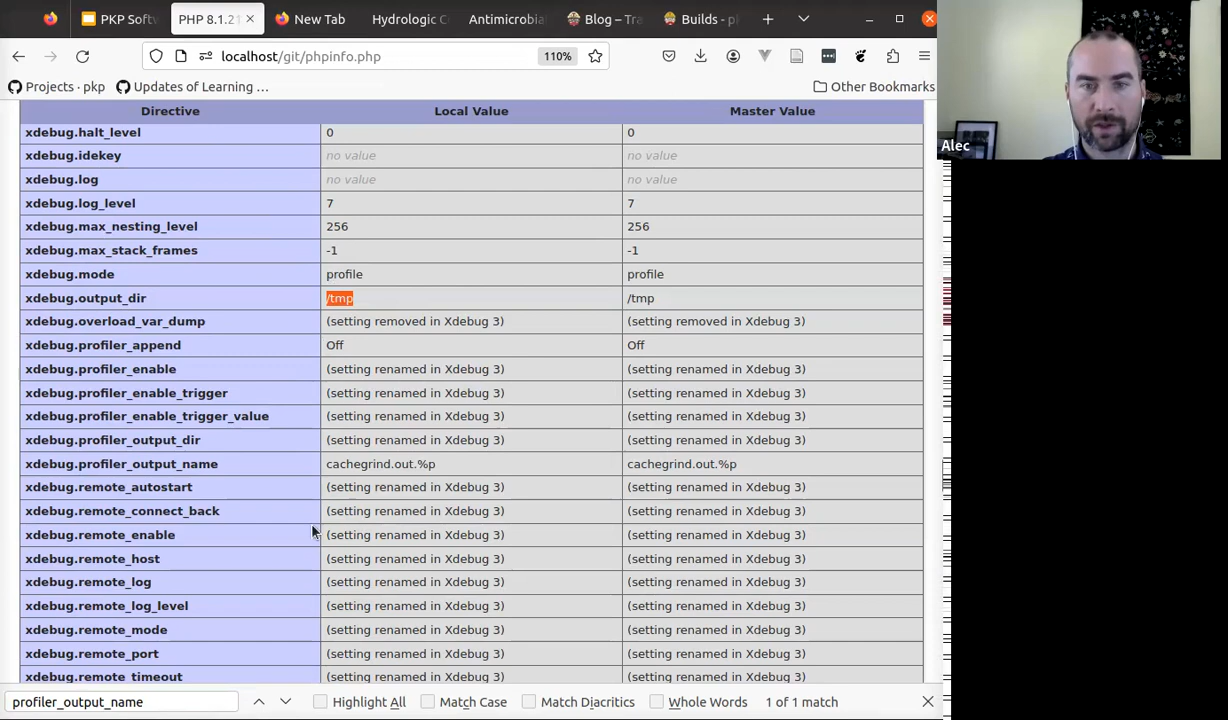 PKP Softw
PHP 8.1.21
New Tab
Hydrologic C
Antimicrobia
Blog – Tra
Builds - pk
localhost/git/phpinfo.php
110%
Projects · pkp
Updates of Learning ...
Other Bookmarks
Directive Local Value Master Value
xdebug.halt_level 0 0
xdebug.idekey no value no value
xdebug.log no value no value
xdebug.log_level 7 7
xdebug.max_nesting_level 256 256
xdebug.max_stack_frames -1 -1
xdebug.mode profile profile
xdebug.output_dir /tmp /tmp
xdebug.overload_var_dump (setting removed in Xdebug 3) (setting removed in Xdebug 3)
xdebug.profiler_append Off Off
xdebug.profiler_enable (setting renamed in Xdebug 3) (setting renamed in Xdebug 3)
xdebug.profiler_enable_trigger (setting renamed in Xdebug 3) (setting renamed in Xdebug 3)
xdebug.profiler_enable_trigger_value (setting renamed in Xdebug 3) (setting renamed in Xdebug 3)
xdebug.profiler_output_dir (setting renamed in Xdebug 3) (setting renamed in Xdebug 3)
xdebug.profiler_output_name cachegrind.out.%p cachegrind.out.%p
xdebug.remote_autostart (setting renamed in Xdebug 3) (setting renamed in Xdebug 3)
xdebug.remote_connect_back (setting renamed in Xdebug 3) (setting renamed in Xdebug 3)
xdebug.remote_enable (setting renamed in Xdebug 3) (setting renamed in Xdebug 3)
xdebug.remote_host (setting renamed in Xdebug 3) (setting renamed in Xdebug 3)
xdebug.remote_log (setting renamed in Xdebug 3) (setting renamed in Xdebug 3)
xdebug.remote_log_level (setting renamed in Xdebug 3) (setting renamed in Xdebug 3)
xdebug.remote_mode (setting renamed in Xdebug 3) (setting renamed in Xdebug 3)
xdebug.remote_port (setting renamed in Xdebug 3) (setting renamed in Xdebug 3)
xdebug.remote_timeout (setting renamed in Xdebug 3) (setting renamed in Xdebug 3)
profiler_output_name
Highlight All
Match Case
Match Diacritics
Whole Words
1 of 1 match
Alec